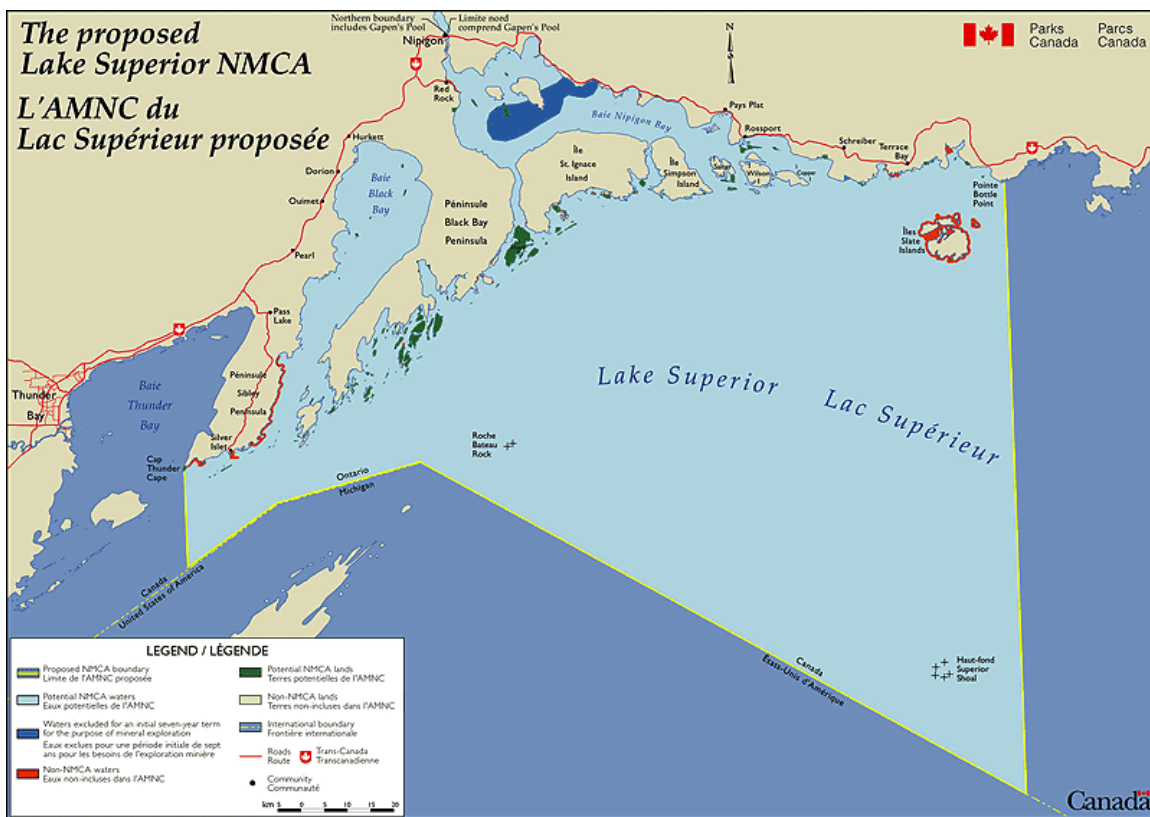 The proposed
Lake Superior NMCA
L'AMNC du
Lac Supérieur proposée
Northern boundary
includes Gapen's Pool
Limite nord
comprend Gapen's Pool
N
Parks
Canada
Parcs
Canada
Nipigon
Red
Rock
Hurkett
Dorion
Ouimet
Pearl
Pass
Lake
Baie
Black
Bay
Péninsule
Black Bay
Peninsula
Baie Nipigon Bay
Île
St. Ignace
Island
Île
Simpson
Island
Salter
Wilson
Copper
Pays Plat
Rossport
Schreiber
Terrace
Bay
Pointe
Bottle
Point
Îles
Slate
Islands
Thunder
Bay
Baie
Thunder
Bay
Péninsule
Sibley
Peninsula
Silver
Islet
Cap
Thunder
Cape
Roche
Bateau
Rock
Lake Superior
Lac Supérieur
Ontario
Michigan
Canada
United States of America
Canada
États-Unis d'Amérique
Haut-fond
Superior
Shoal
LEGEND / LÉGENDE
Proposed NMCA boundary
Limite de l'AMNC proposée
Potential NMCA waters
Eaux potentielles de l'AMNC
Waters excluded for an initial seven-year term
for the purpose of mineral exploration
Eaux exclues pour une période initiale de sept
ans pour les besoins de l'exploration minière
Non-NMCA waters
Eaux non-incluses dans l'AMNC
Potential NMCA lands
Terres potentielles de l'AMNC
Non-NMCA lands
Terres non-incluses dans l'AMNC
International boundary
Frontière internationale
Roads
Route
Trans-Canada
Transcanadienne
Community
Communauté
km 5 0 5 10 15 20
Canada